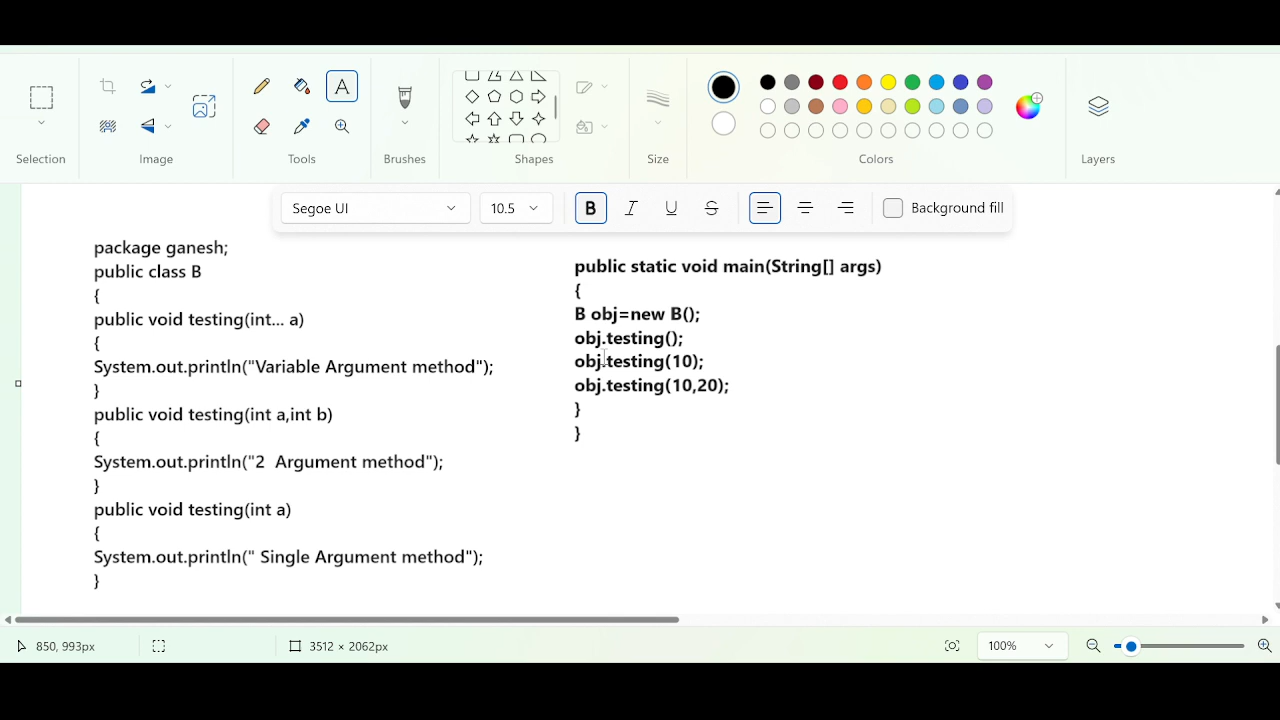 Selection
Image
Tools
Brushes
Shapes
Size
Colors
Layers
Segoe UI
10.5
B
I
U
S
Background fill
package ganesh;
public class B
{
public void testing(int... a)
{
System.out.println("Variable Argument method");
}
public void testing(int a,int b)
{
System.out.println("2  Argument method");
}
public void testing(int a)
{
System.out.println(" Single Argument method");
}
public static void main(String[] args)
{
B obj=new B();
obj.testing();
obj.testing(10);
obj.testing(10,20);
}
}
850, 993px
3512 × 2062px
100%